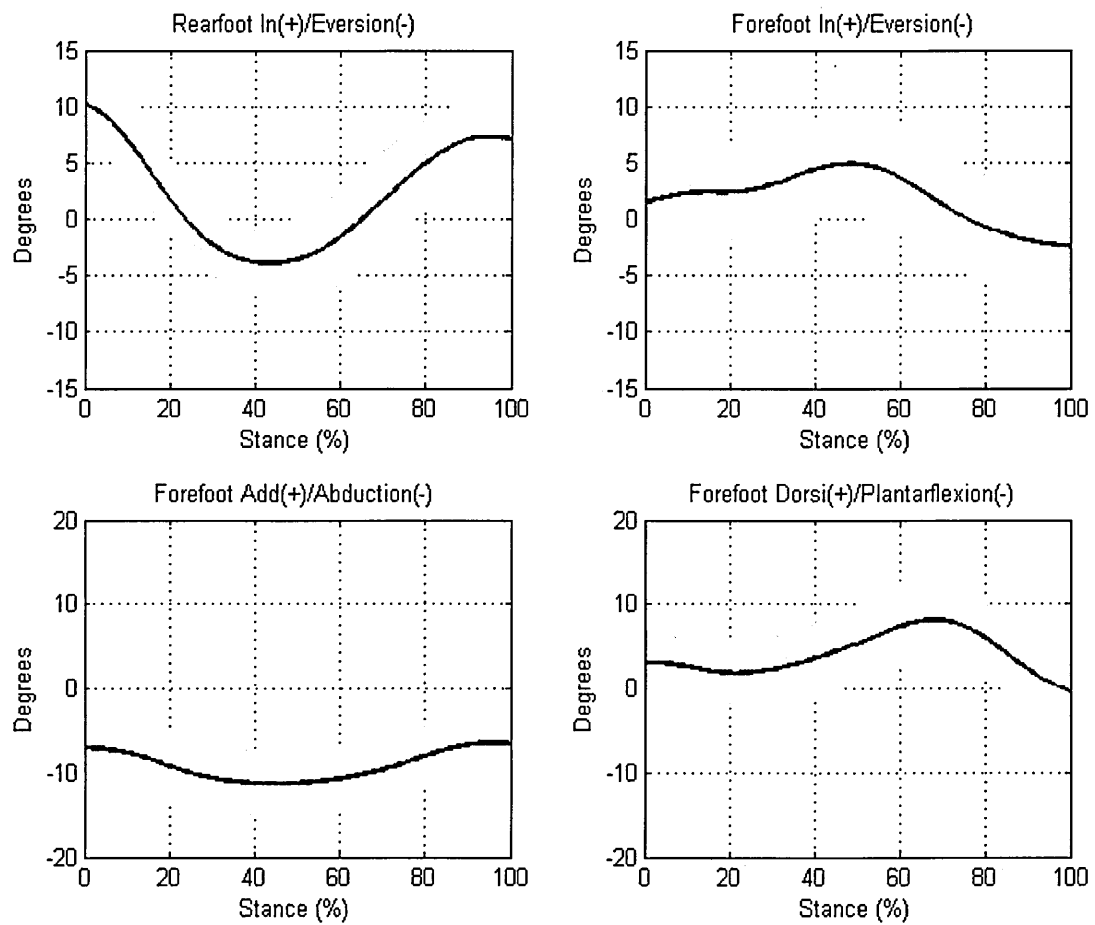 Rearfoot In(+)/Eversion(-)
15
10
5
0
-5
-10
-15
Degrees
0 20 40 60 80 100
Stance (%)
Forefoot In(+)/Eversion(-)
15
10
5
0
-5
-10
-15
Degrees
0 20 40 60 80 100
Stance (%)
Forefoot Add(+)/Abduction(-)
20
10
0
-10
-20
Degrees
0 20 40 60 80 100
Stance (%)
Forefoot Dorsi(+)/Plantarflexion(-)
20
10
0
-10
-20
Degrees
0 20 40 60 80 100
Stance (%)